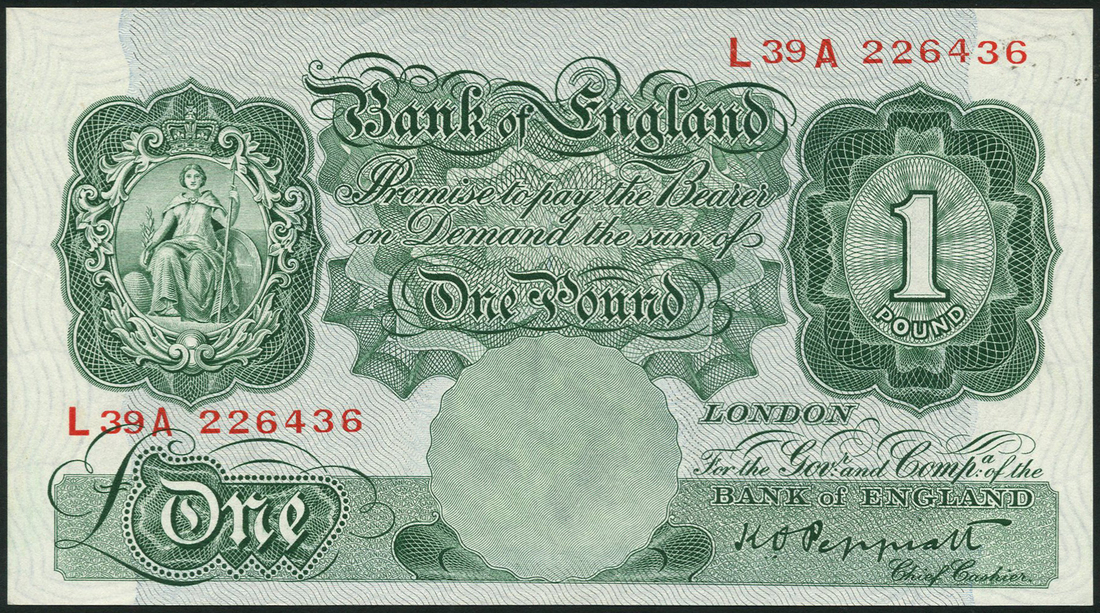 L39A 226436
Bank of England
Promise to pay the Bearer
on Demand the sum of
One Pound
1
POUND
L39A 226436
LONDON
For the Govr. and Compa. of the
BANK of ENGLAND
£One
K O Peppiatt
Chief Cashier.